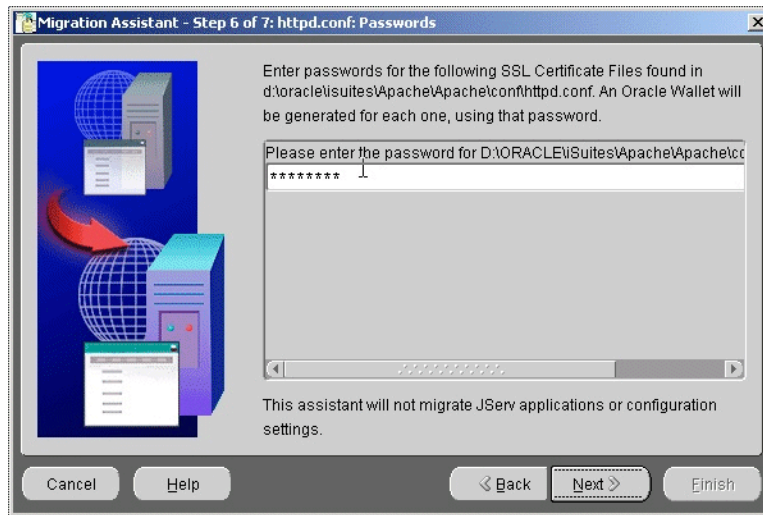 Migration Assistant - Step 6 of 7: httpd.conf: Passwords
Enter passwords for the following SSL Certificate Files found in
d:\oracle\isuites\Apache\Apache\conf\httpd.conf. An Oracle Wallet will
be generated for each one, using that password.
Please enter the password for D:\ORACLE\iSuites\Apache\Apache\cc
********
This assistant will not migrate JServ applications or configuration
settings.
Cancel Help Back Next Finish